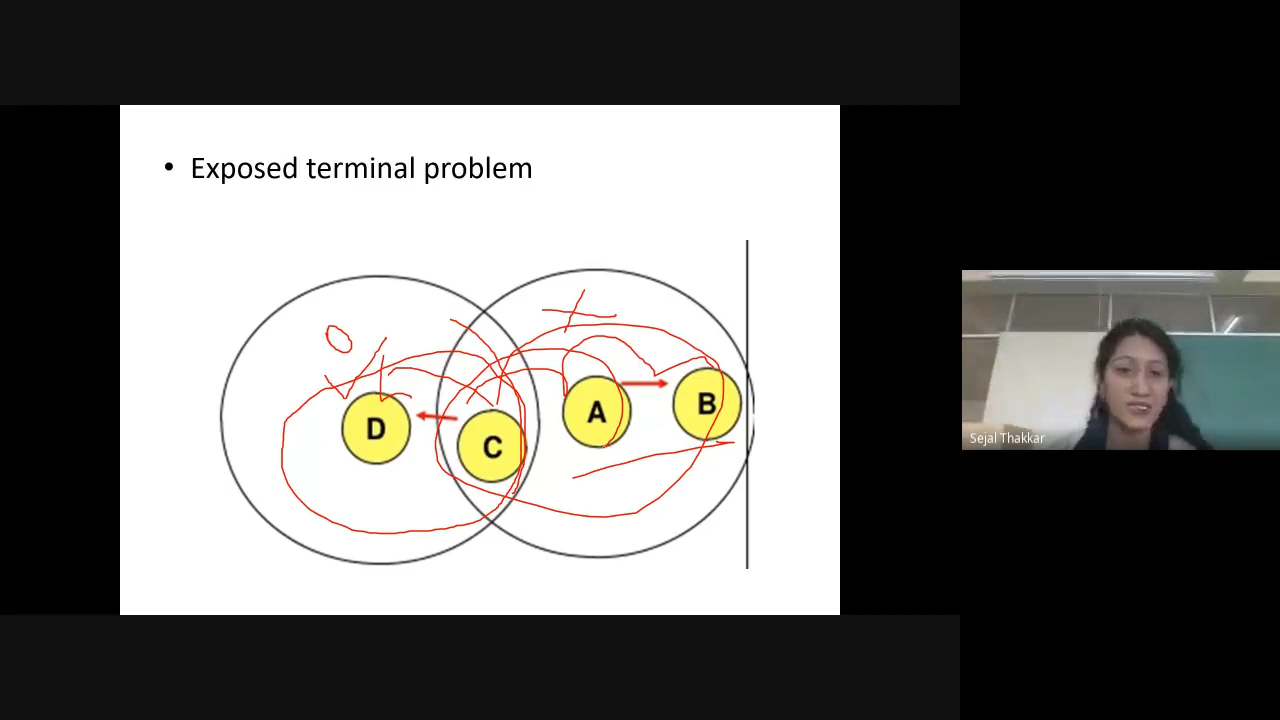 • Exposed terminal problem
D
C
A
B
Sejal Thakkar